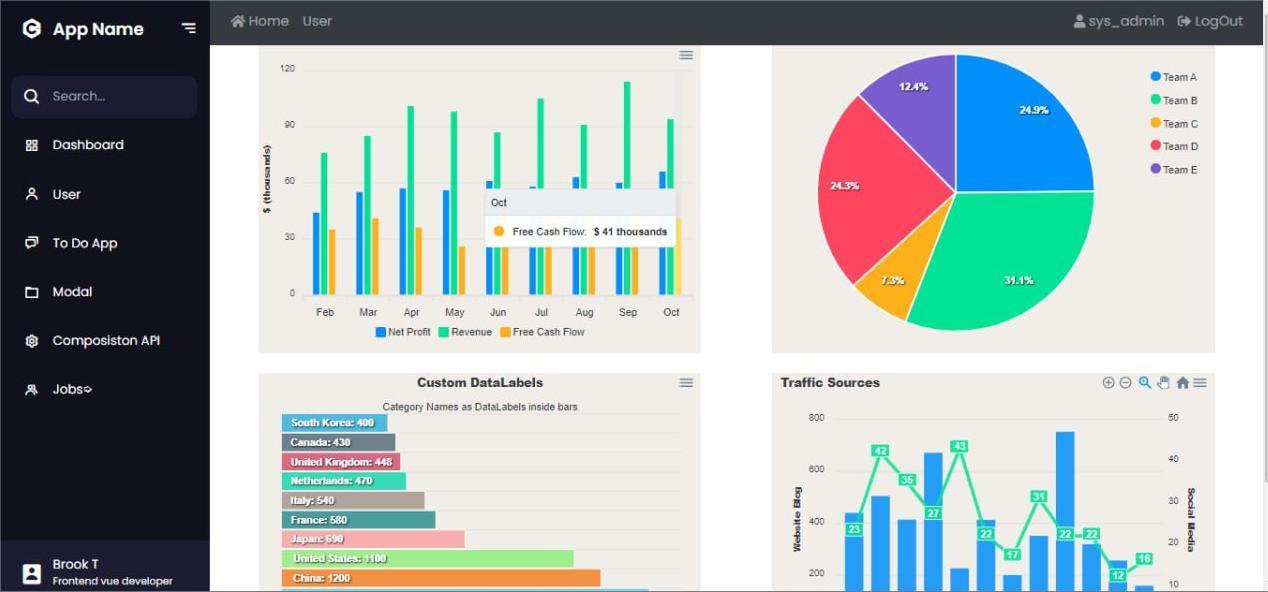 App Name
Home User
sys_admin LogOut
Search...
Dashboard
User
To Do App
Modal
Composiston API
Jobs
Brook T
Frontend vue developer
120
90
60
30
0
$ (thousands)
Oct
Free Cash Flow: $ 41 thousands
Feb Mar Apr May Jun Jul Aug Sep Oct
Net Profit Revenue Free Cash Flow
12.4%
24.9%
24.3%
7.3%
31.1%
Team A
Team B
Team C
Team D
Team E
Custom DataLabels
Category Names as DataLabels inside bars
South Korea: 400
Canada: 430
United Kingdom: 448
Netherlands: 470
Italy: 540
France: 580
Japan: 690
United States: 1100
China: 1200
Traffic Sources
800
600
400
200
Website Blog
23 42 35 27 43 22 17 31 22 22 12 16
50
40
30
20
10
Social Media